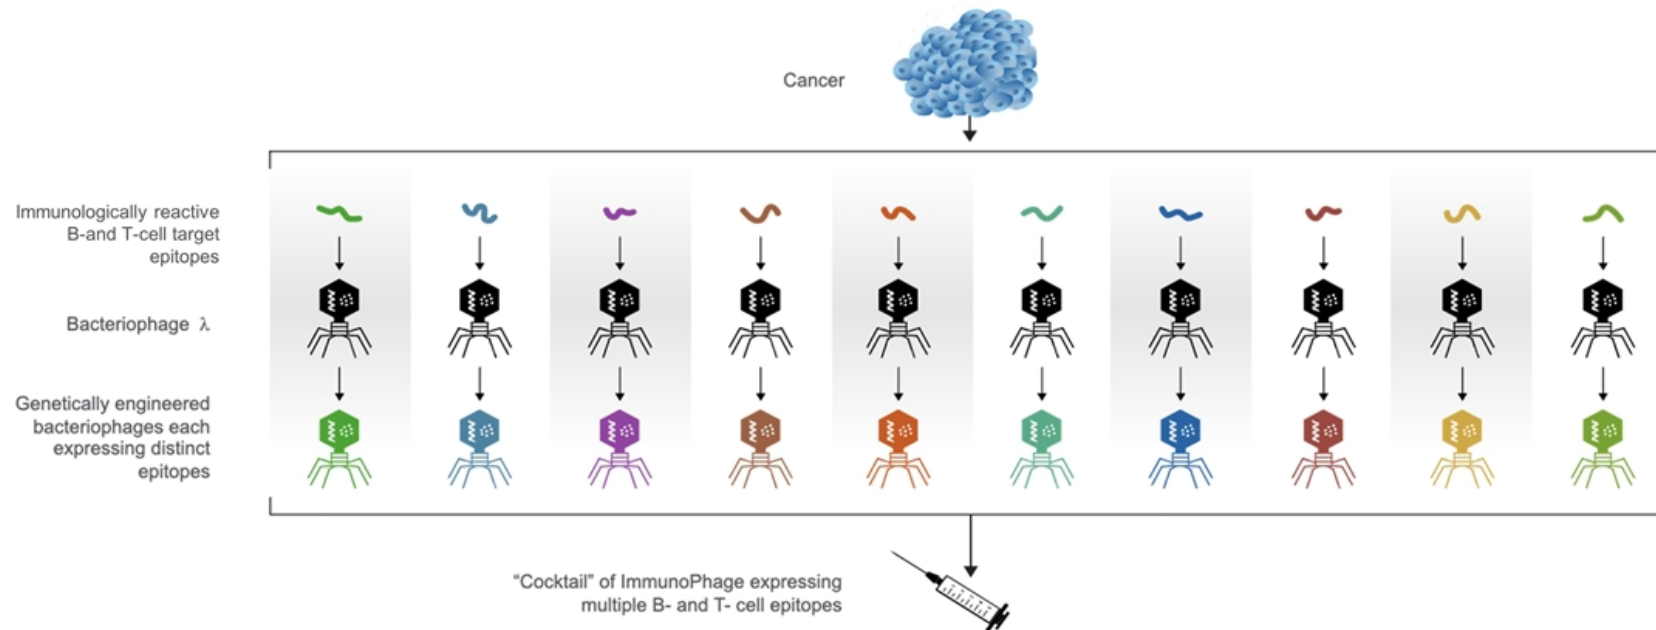 Cancer
Immunologically reactive
B-and T-cell target
epitopes
Bacteriophage λ
Genetically engineered
bacteriophages each
expressing distinct
epitopes
“Cocktail” of ImmunoPhage expressing
multiple B- and T- cell epitopes